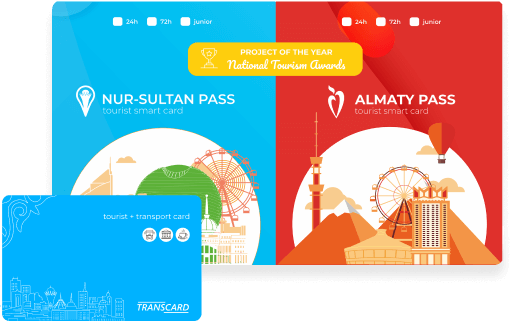 24h 72h junior
24h 72h junior
PROJECT OF THE YEAR
National Tourism Awards
NUR-SULTAN PASS
tourist smart card
ALMATY PASS
tourist smart card
tourist + transport card
TRANSCARD